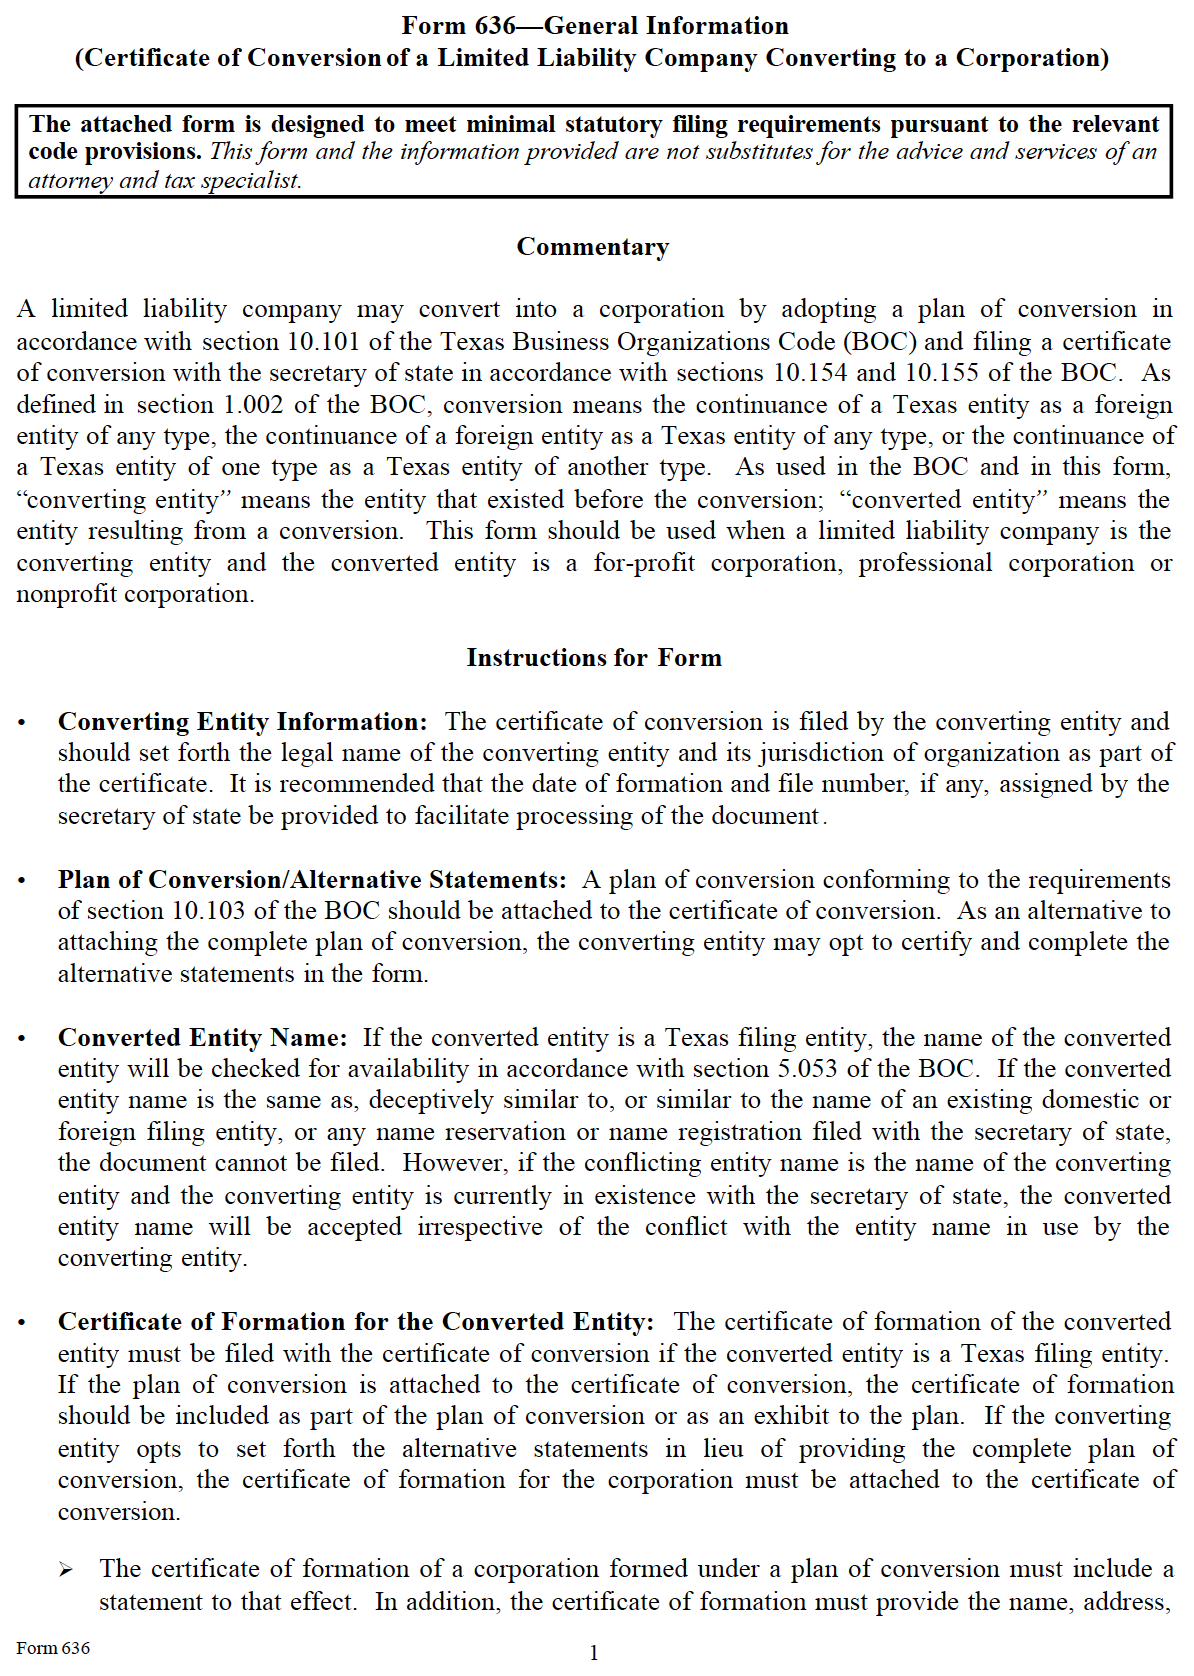 Form 636—General Information
(Certificate of Conversion of a Limited Liability Company Converting to a Corporation)
The attached form is designed to meet minimal statutory filing requirements pursuant to the relevant
code provisions. This form and the information provided are not substitutes for the advice and services of an
attorney and tax specialist.
Commentary
A limited liability company may convert into a corporation by adopting a plan of conversion in
accordance with section 10.101 of the Texas Business Organizations Code (BOC) and filing a certificate
of conversion with the secretary of state in accordance with sections 10.154 and 10.155 of the BOC. As
defined in section 1.002 of the BOC, conversion means the continuance of a Texas entity as a foreign
entity of any type, the continuance of a foreign entity as a Texas entity of any type, or the continuance of
a Texas entity of one type as a Texas entity of another type. As used in the BOC and in this form,
“converting entity” means the entity that existed before the conversion; “converted entity” means the
entity resulting from a conversion. This form should be used when a limited liability company is the
converting entity and the converted entity is a for-profit corporation, professional corporation or
nonprofit corporation.
Instructions for Form
• Converting Entity Information: The certificate of conversion is filed by the converting entity and
should set forth the legal name of the converting entity and its jurisdiction of organization as part of
the certificate. It is recommended that the date of formation and file number, if any, assigned by the
secretary of state be provided to facilitate processing of the document.
• Plan of Conversion/Alternative Statements: A plan of conversion conforming to the requirements
of section 10.103 of the BOC should be attached to the certificate of conversion. As an alternative to
attaching the complete plan of conversion, the converting entity may opt to certify and complete the
alternative statements in the form.
• Converted Entity Name: If the converted entity is a Texas filing entity, the name of the converted
entity will be checked for availability in accordance with section 5.053 of the BOC. If the converted
entity name is the same as, deceptively similar to, or similar to the name of an existing domestic or
foreign filing entity, or any name reservation or name registration filed with the secretary of state,
the document cannot be filed. However, if the conflicting entity name is the name of the converting
entity and the converting entity is currently in existence with the secretary of state, the converted
entity name will be accepted irrespective of the conflict with the entity name in use by the
converting entity.
• Certificate of Formation for the Converted Entity: The certificate of formation of the converted
entity must be filed with the certificate of conversion if the converted entity is a Texas filing entity.
If the plan of conversion is attached to the certificate of conversion, the certificate of formation
should be included as part of the plan of conversion or as an exhibit to the plan. If the converting
entity opts to set forth the alternative statements in lieu of providing the complete plan of
conversion, the certificate of formation for the corporation must be attached to the certificate of
conversion.
➢ The certificate of formation of a corporation formed under a plan of conversion must include a
statement to that effect. In addition, the certificate of formation must provide the name, address,
Form 636
1